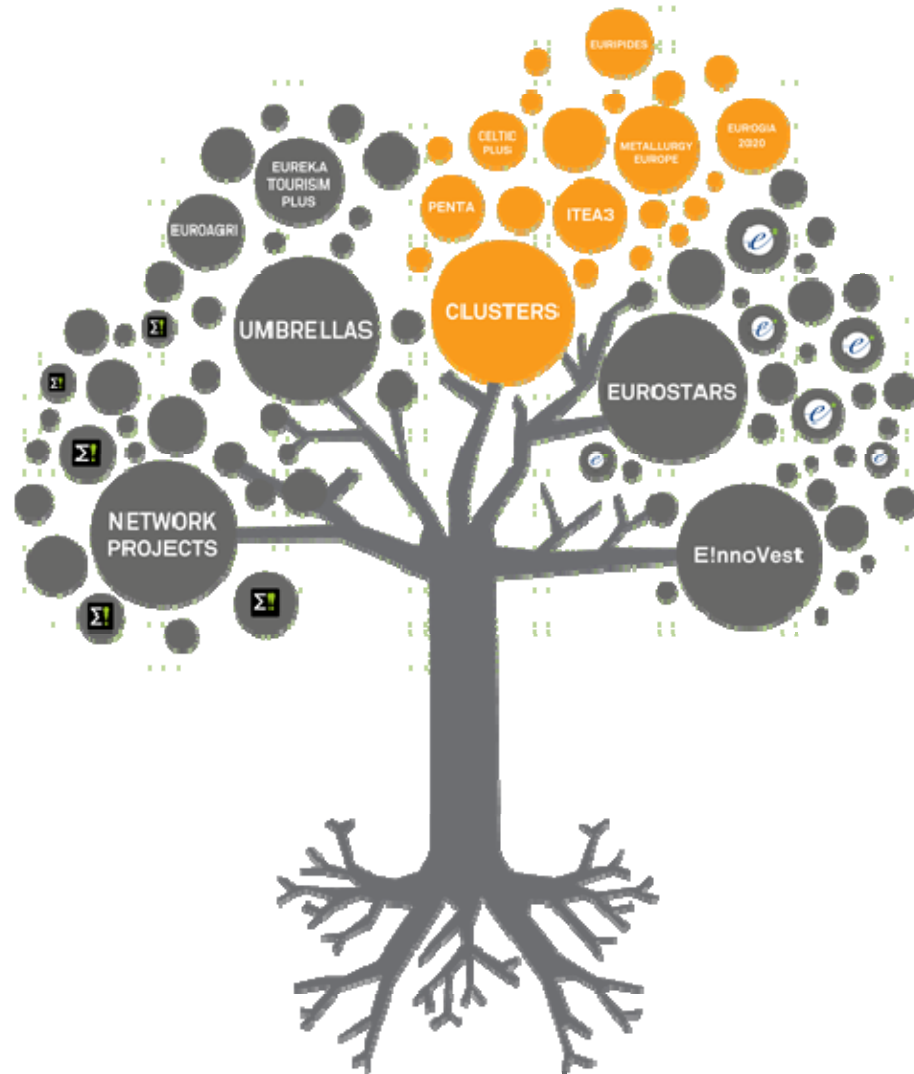 EURIPIDES
CELTIC
PLUS
METALLURGY
EUROPE
EUROGIA
2020
EUREKA
TOURISIM
PLUS
PENTA
ITEA3
EUROAGRI
UMBRELLAS
CLUSTERS
EUROSTARS
NETWORK
PROJECTS
E!nnoVest
e
e
e
e
e
e
Σ!
Σ!
Σ!
Σ!
Σ!